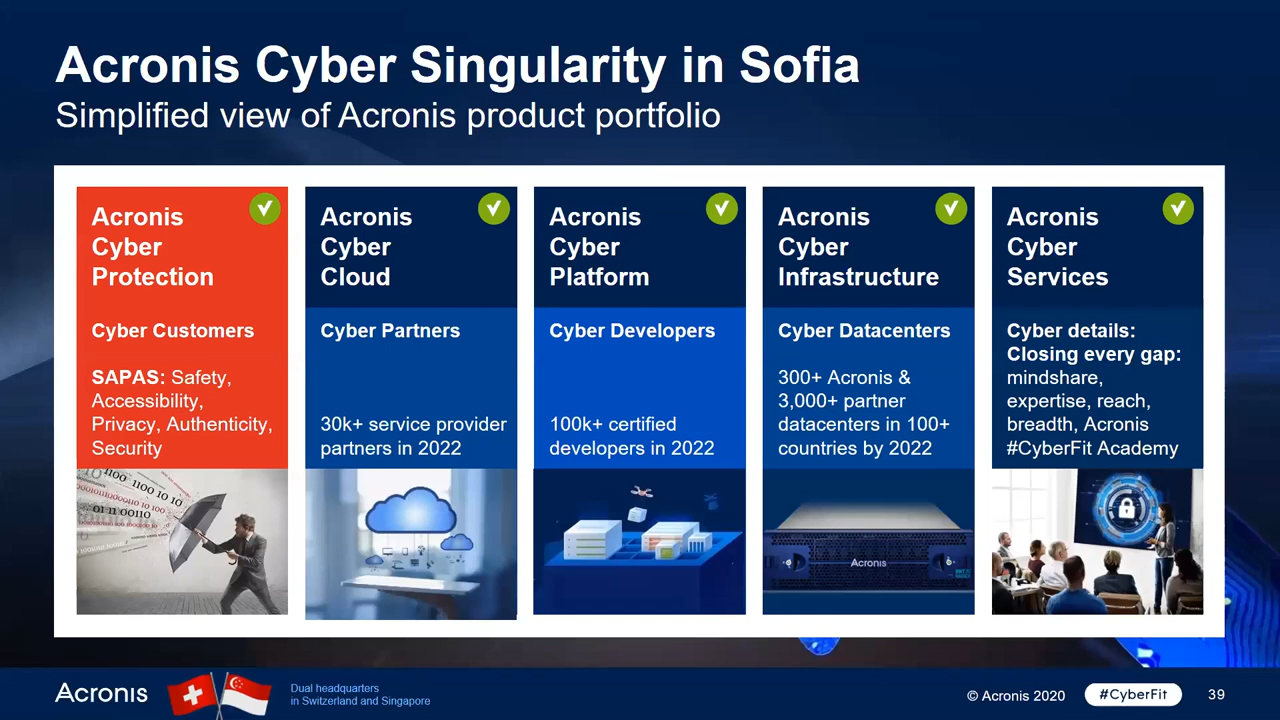 Acronis Cyber Singularity in Sofia
Simplified view of Acronis product portfolio
Acronis
Cyber
Protection
Cyber Customers
SAPAS: Safety,
Accessibility,
Privacy, Authenticity,
Security
Acronis
Cyber
Cloud
Cyber Partners
30k+ service provider
partners in 2022
Acronis
Cyber
Platform
Cyber Developers
100k+ certified
developers in 2022
Acronis
Cyber
Infrastructure
Cyber Datacenters
300+ Acronis &
3,000+ partner
datacenters in 100+
countries by 2022
Acronis
Acronis
Cyber
Services
Cyber details:
Closing every gap:
mindshare,
expertise, reach,
breadth, Acronis
#CyberFit Academy
Acronis
Dual headquarters
in Switzerland and Singapore
© Acronis 2020
#CyberFit
39